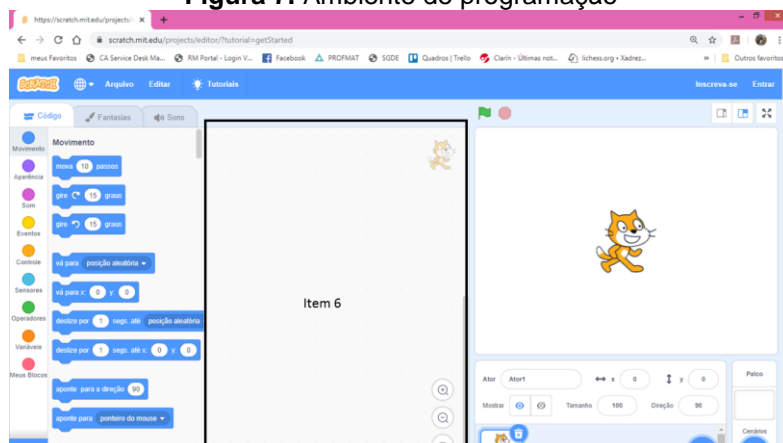 Figura 7: Ambiente de programação
https://scratch.mit.edu/projects/
scratch.mit.edu/projects/editor/?tutorial=getStarted
meus Favoritos CA Service Desk Ma... RM Portal - Login V... Facebook PROFMAT SGDE Quadros | Trello Clarín - Últimas not... lichess.org • Xadrez... » Outros favoritos
SCRATCH Arquivo Editar Tutoriais Inscreva-se Entrar
Código Fantasias Sons
Movimento
Aparência
Som
Eventos
Controle
Sensores
Operadores
Variáveis
Meus Blocos
Movimento
mova 10 passos
gire 15 graus
gire 15 graus
vá para posição aleatória
vá para x: 0 y: 0
deslize por 1 segs. até posição aleatória
deslize por 1 segs. até x: 0 y: 0
aponte para a direção 90
aponte para ponteiro do mouse
Item 6
Ator Ator1 x 0 y 0
Mostrar Tamanho 100 Direção 90
Palco
Cenários